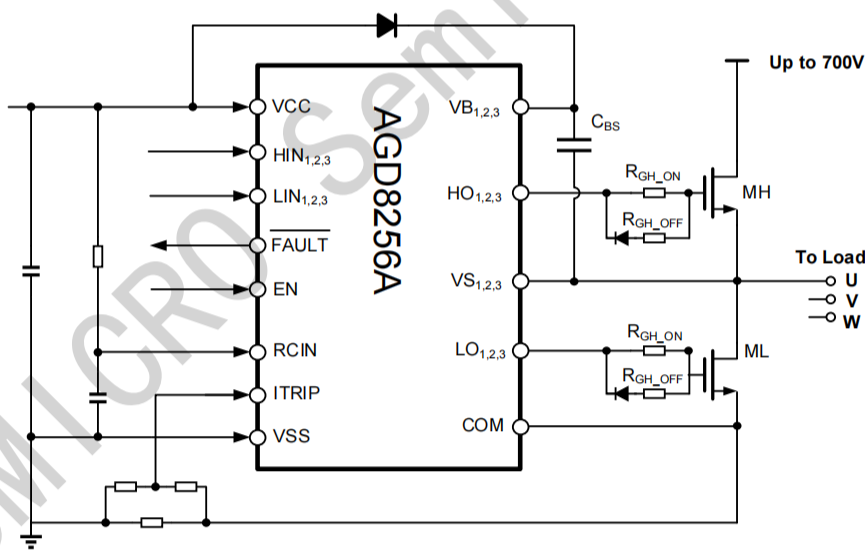 Up to 700V
VCC
HIN1,2,3
LIN1,2,3
FAULT
EN
RCIN
ITRIP
VSS
AGD8256A
VB1,2,3
HO1,2,3
VS1,2,3
LO1,2,3
COM
CBS
RGH_ON
RGH_OFF
MH
To Load
U
V
W
RGH_ON
RGH_OFF
ML
MICRO Semi